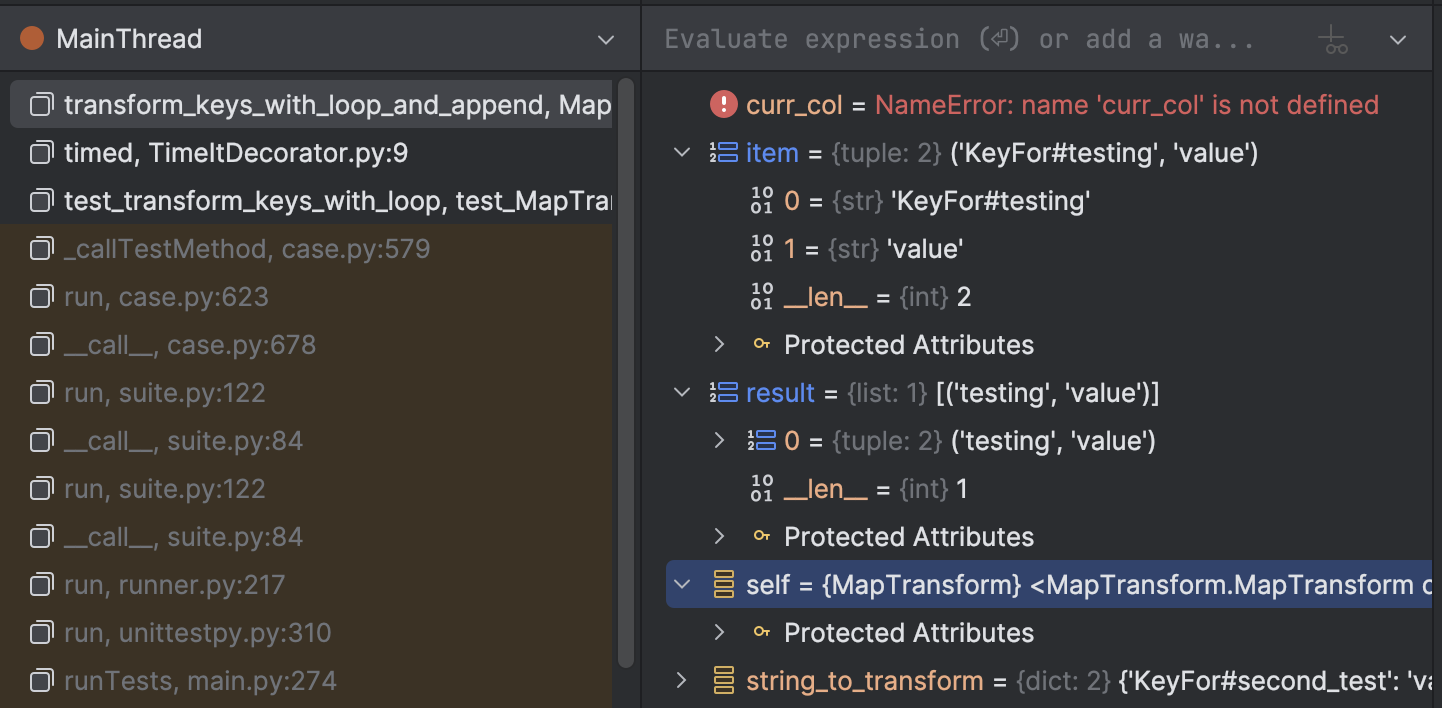 MainThread
transform_keys_with_loop_and_append, Map
timed, TimeItDecorator.py:9
test_transform_keys_with_loop, test_MapTra
_callTestMethod, case.py:579
run, case.py:623
__call__, case.py:678
run, suite.py:122
__call__, suite.py:84
run, suite.py:122
__call__, suite.py:84
run, runner.py:217
run, unittestpy.py:310
runTests, main.py:274
Evaluate expression (⏎) or add a wa...
curr_col = NameError: name 'curr_col' is not defined
item = {tuple: 2} ('KeyFor#testing', 'value')
0 = {str} 'KeyFor#testing'
1 = {str} 'value'
__len__ = {int} 2
Protected Attributes
result = {list: 1} [('testing', 'value')]
0 = {tuple: 2} ('testing', 'value')
__len__ = {int} 1
Protected Attributes
self = {MapTransform} <MapTransform.MapTransform
Protected Attributes
string_to_transform = {dict: 2} {'KeyFor#second_test': 'va